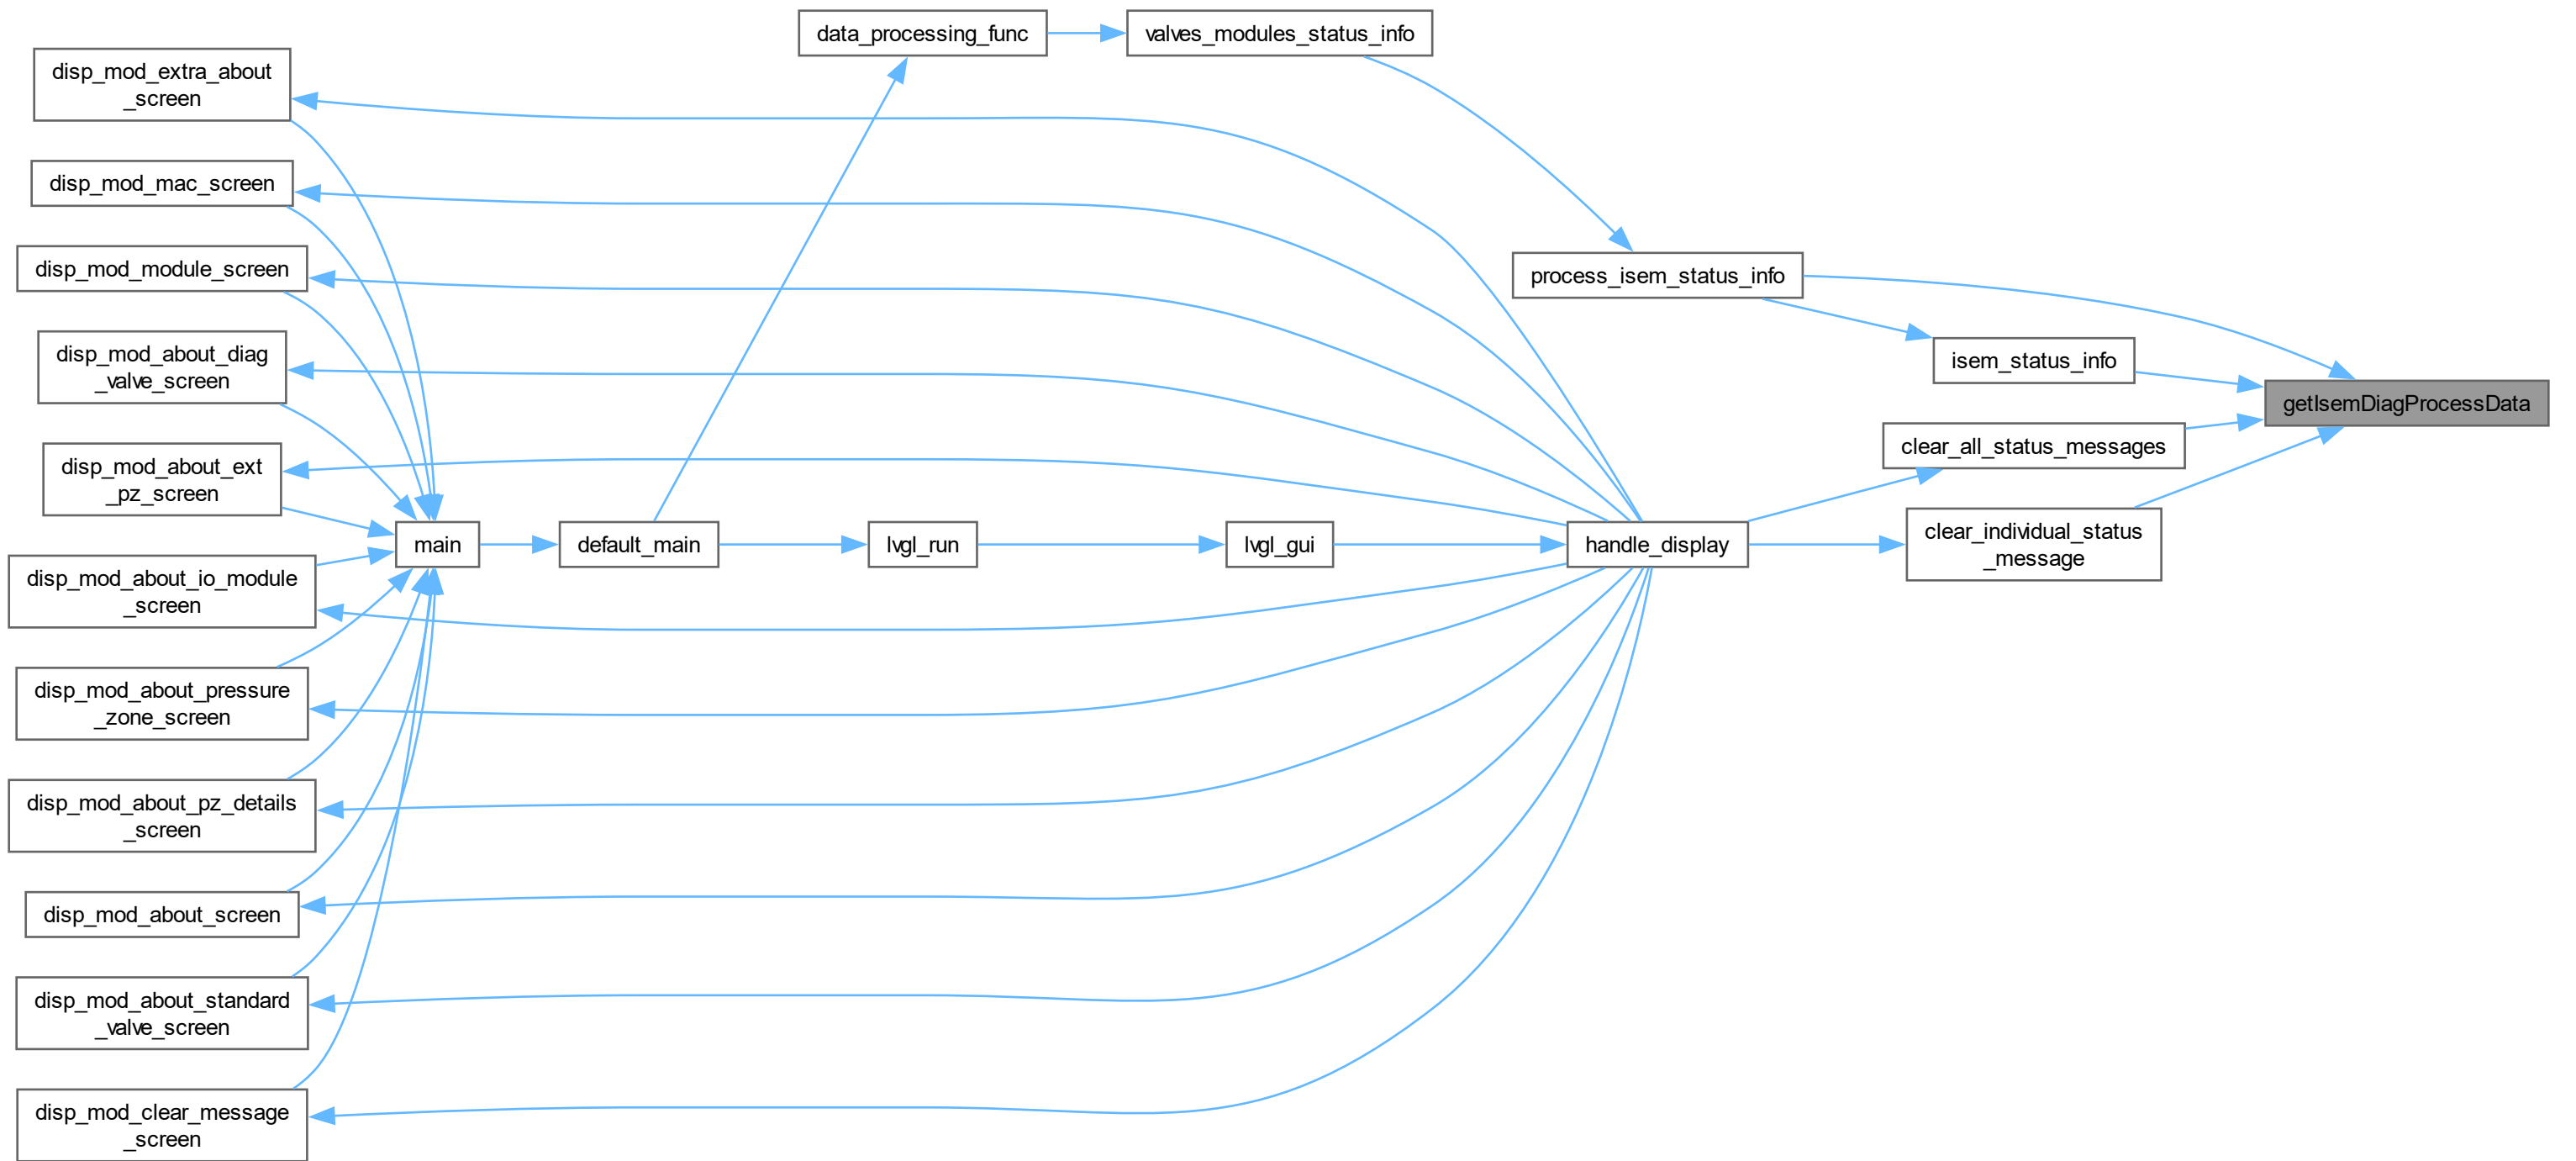 data_processing_func
valves_modules_status_info
disp_mod_extra_about
_screen
disp_mod_mac_screen
disp_mod_module_screen
process_isem_status_info
disp_mod_about_diag
_valve_screen
isem_status_info
getIsemDiagProcessData
clear_all_status_messages
disp_mod_about_ext
_pz_screen
main
default_main
lvgl_run
lvgl_gui
handle_display
clear_individual_status
_message
disp_mod_about_io_module
_screen
disp_mod_about_pressure
_zone_screen
disp_mod_about_pz_details
_screen
disp_mod_about_screen
disp_mod_about_standard
_valve_screen
disp_mod_clear_message
_screen